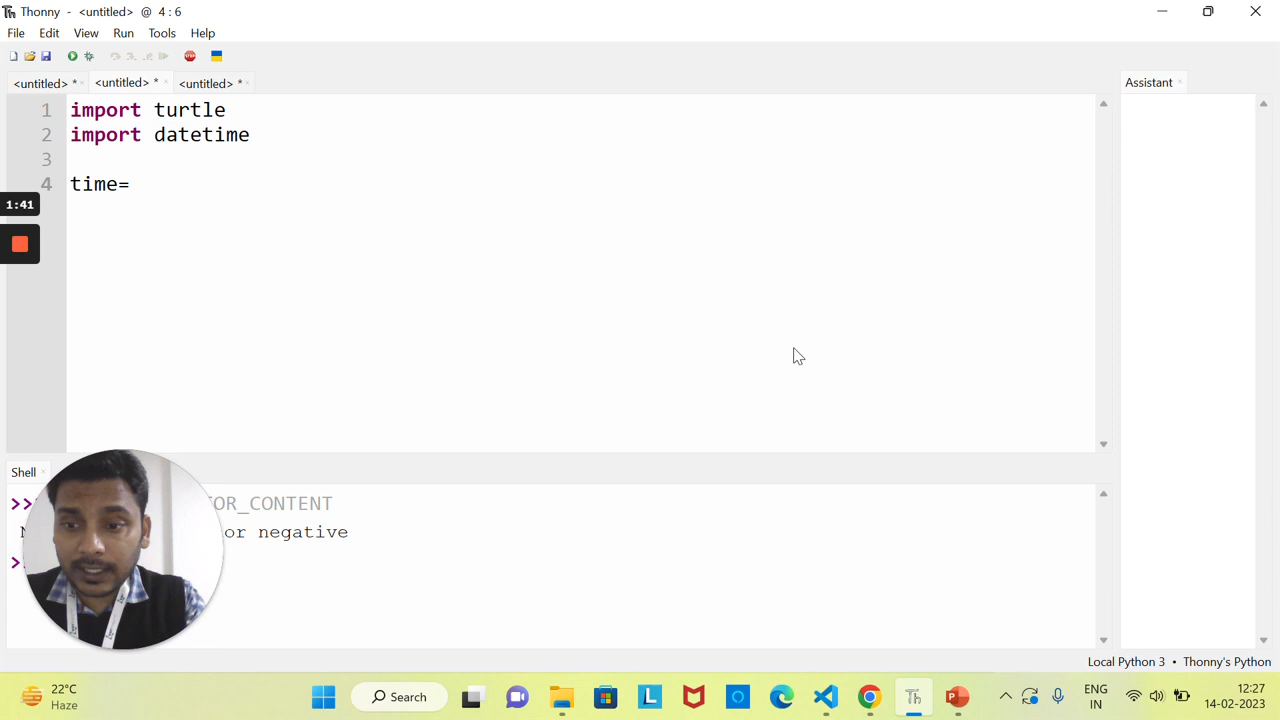 Thonny - <untitled> @ 4 : 6
File Edit View Run Tools Help
<untitled> * <untitled> * <untitled> *
Assistant
1 import turtle
2 import datetime
3
4 time=
1:41
Shell
OR_CONTENT
or negative
Local Python 3 • Thonny's Python
22°C
Haze
Search
ENG
IN
12:27
14-02-2023